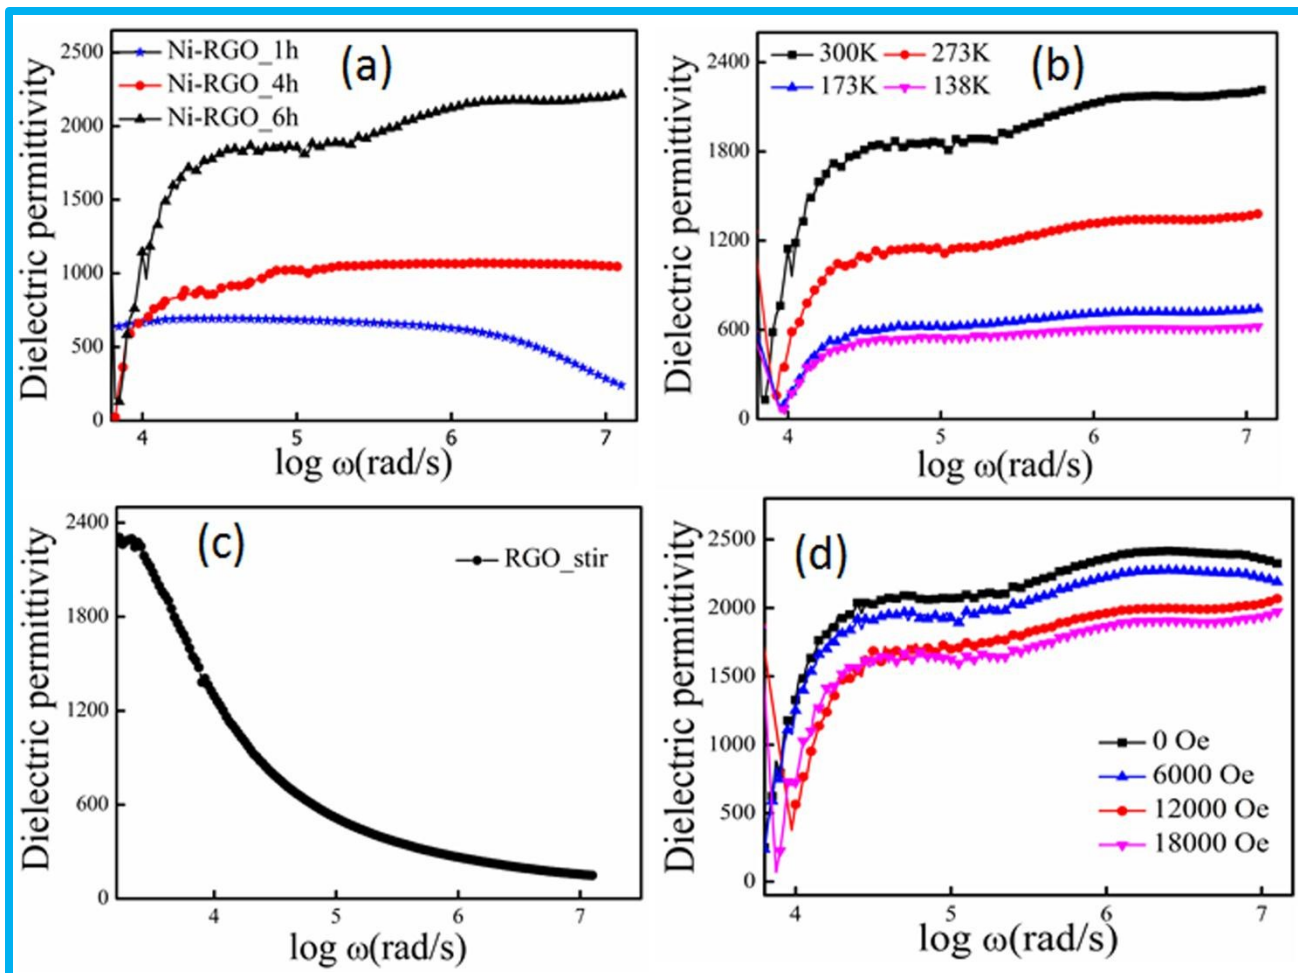 (a)
Ni-RGO_1h
Ni-RGO_4h
Ni-RGO_6h
Dielectric permittivity
2500
2000
1500
1000
500
0
4 5 6 7
log ω(rad/s)
(b)
300K 273K
173K 138K
Dielectric permittivity
2400
1800
1200
600
0
4 5 6 7
log ω(rad/s)
(c)
RGO_stir
Dielectric permittivity
2400
1800
1200
600
0
4 5 6 7
log ω(rad/s)
(d)
Dielectric permittivity
2500
2000
1500
1000
500
0
0 Oe
6000 Oe
12000 Oe
18000 Oe
4 5 6 7
log ω(rad/s)